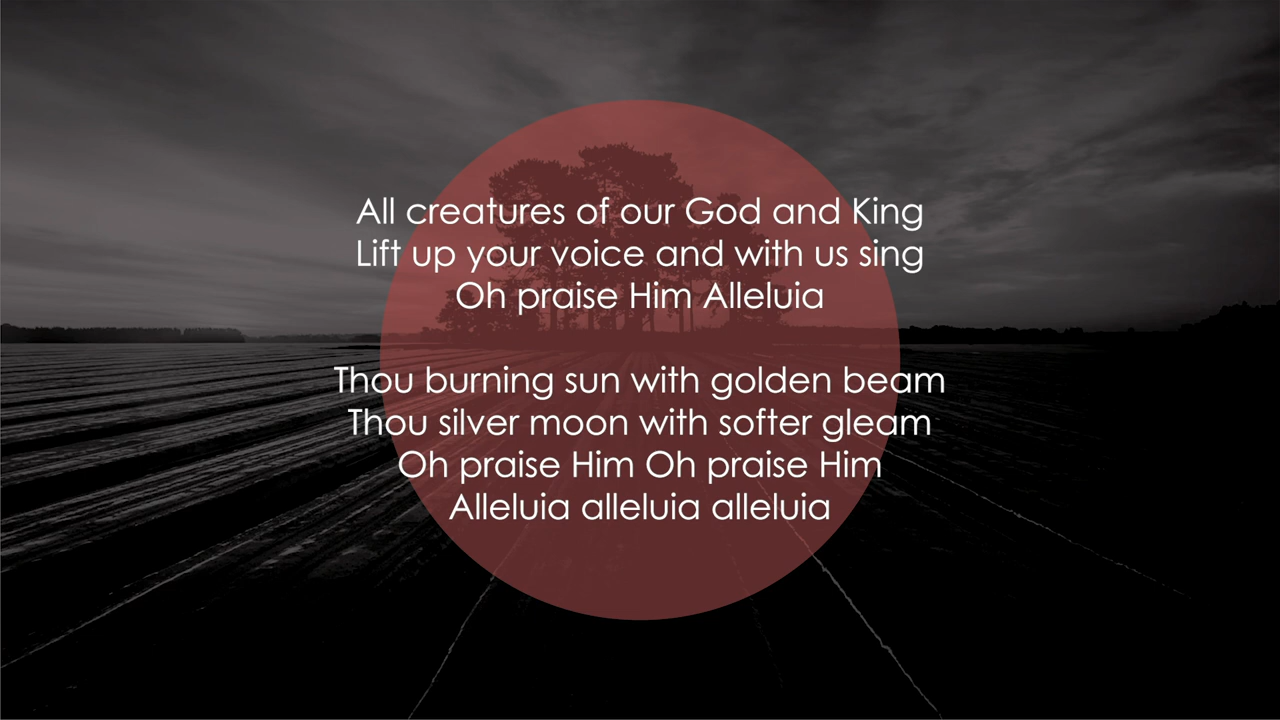 All creatures of our God and King
Lift up your voice and with us sing
Oh praise Him Alleluia
Thou burning sun with golden beam
Thou silver moon with softer gleam
Oh praise Him Oh praise Him
Alleluia alleluia alleluia